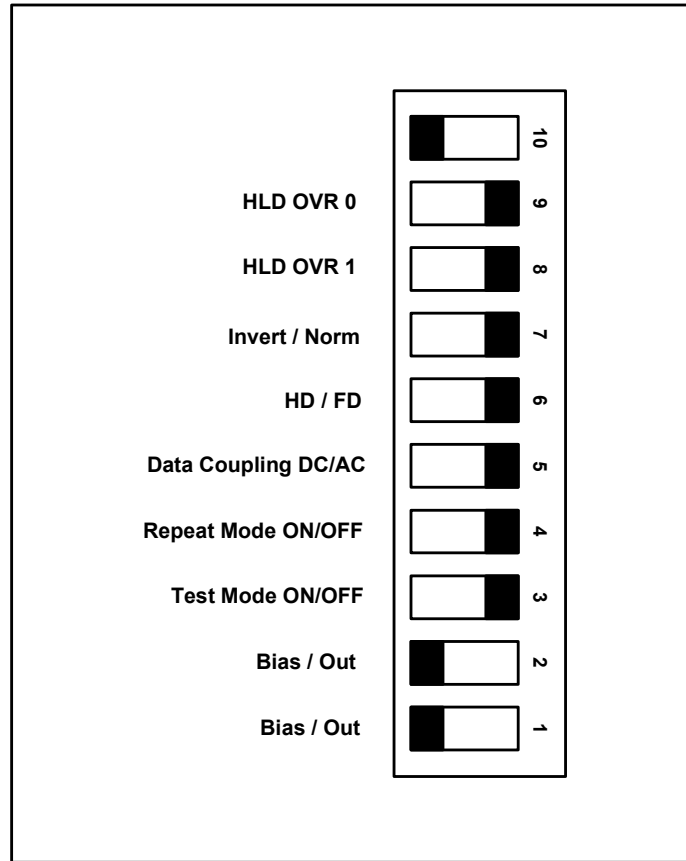 10
HLD OVR 0 9
HLD OVR 1 8
Invert / Norm 7
HD / FD 6
Data Coupling DC/AC 5
Repeat Mode ON/OFF 4
Test Mode ON/OFF 3
Bias / Out 2
Bias / Out 1